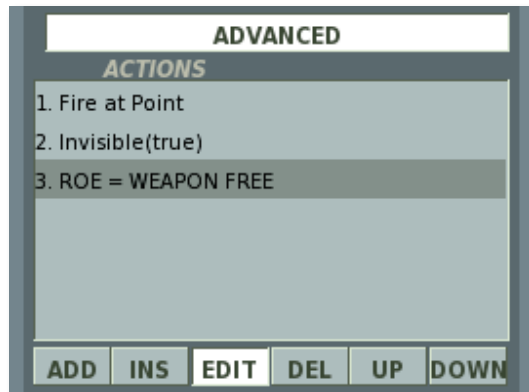 ADVANCED
ACTIONS
1. Fire at Point
2. Invisible(true)
3. ROE = WEAPON FREE
ADD INS EDIT DEL UP DOWN